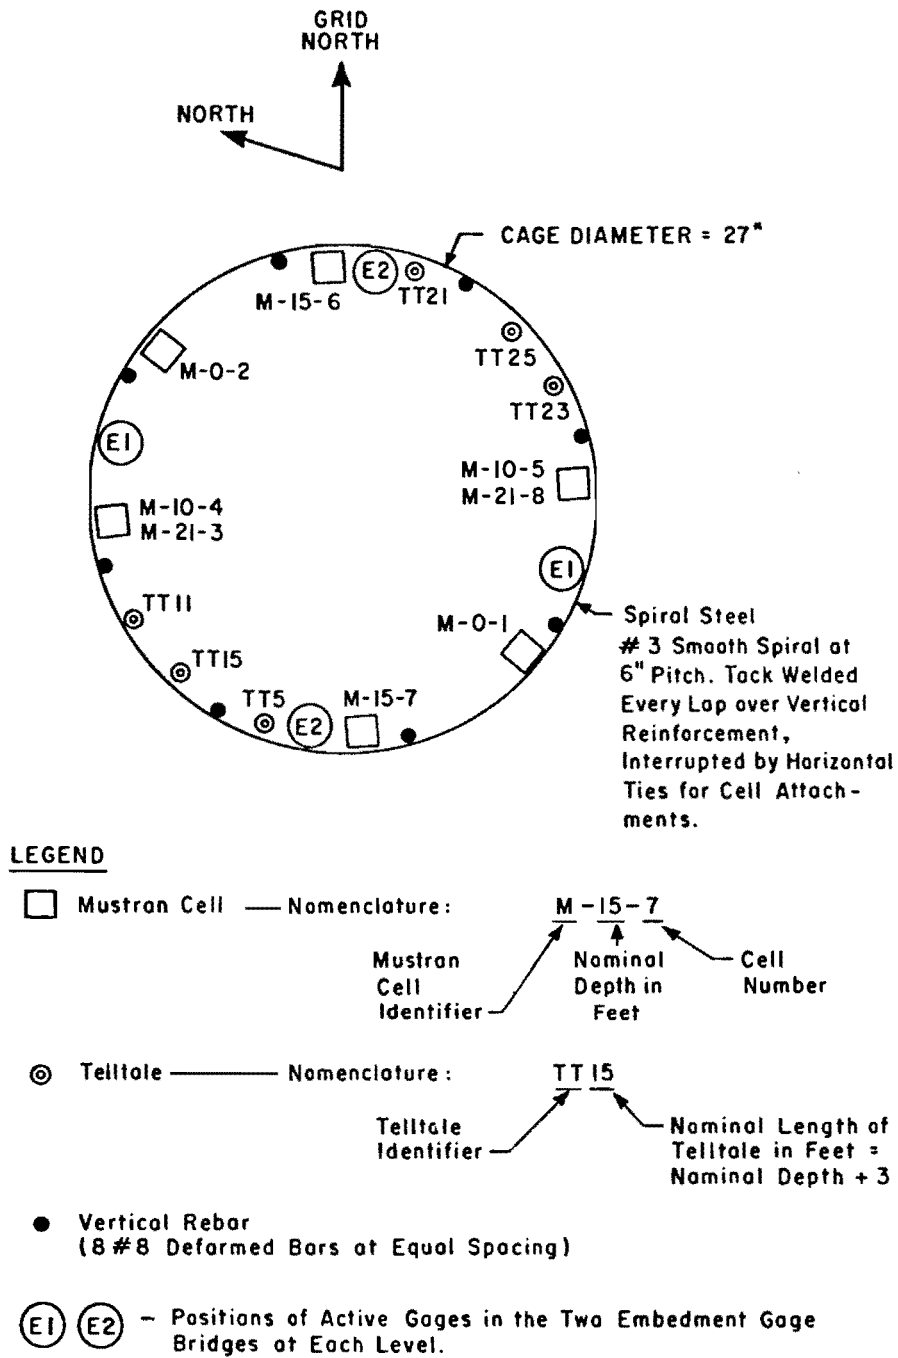 GRID
NORTH
NORTH
CAGE DIAMETER = 27"
E2
M-15-6
TT21
TT25
M-0-2
TT23
E1
M-10-5
M-21-8
M-10-4
M-21-3
E1
TT11
M-0-1
Spiral Steel
# 3 Smooth Spiral at
6" Pitch. Tack Welded
Every Lap over Vertical
Reinforcement,
Interrupted by Horizontal
Ties for Cell Attach-
ments.
TT15
TT5
M-15-7
E2
LEGEND
Mustran Cell — Nomenclature: M-15-7
Mustran
Cell
Identifier
Nominal
Depth in
Feet
Cell
Number
Telltale — Nomenclature: TT15
Telltale
Identifier
Nominal Length of
Telltale in Feet =
Nominal Depth + 3
Vertical Rebar
(8 #8 Deformed Bars at Equal Spacing)
E1 E2 - Positions of Active Gages in the Two Embedment Gage
Bridges at Each Level.